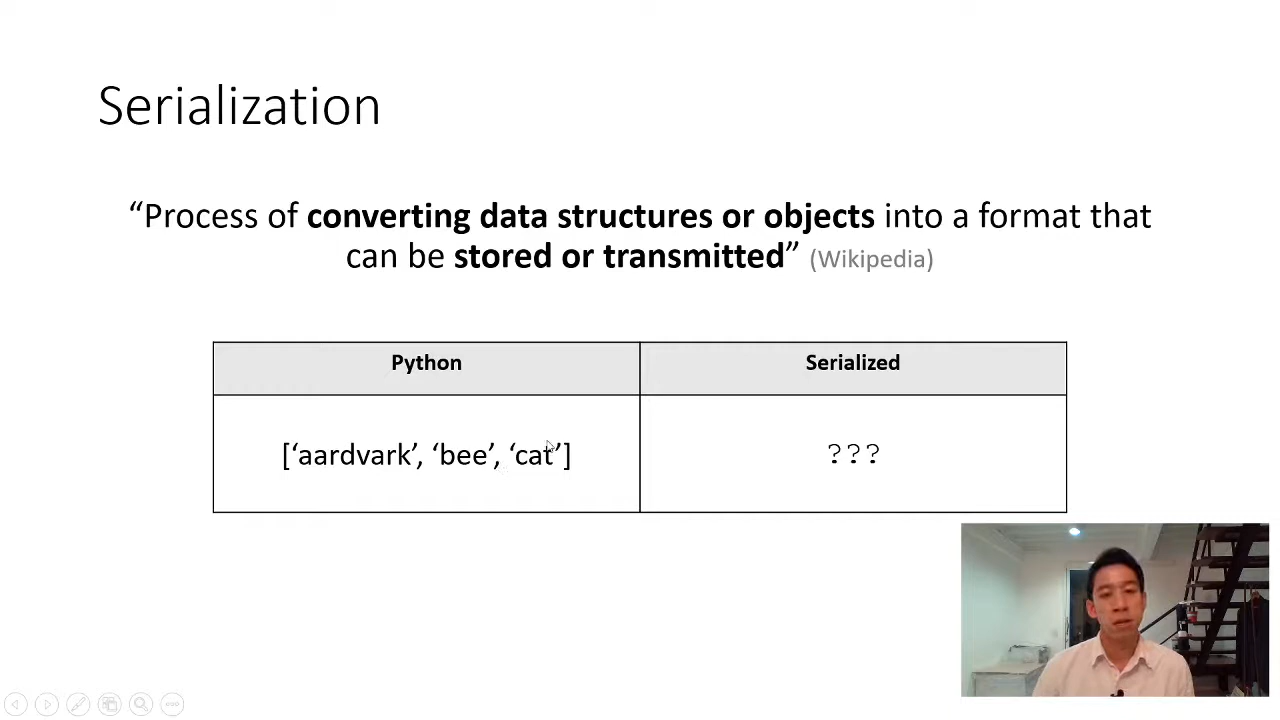 Serialization
“Process of converting data structures or objects into a format that
can be stored or transmitted” (Wikipedia)
Python
Serialized
[‘aardvark’, ‘bee’, ‘cat’]
???